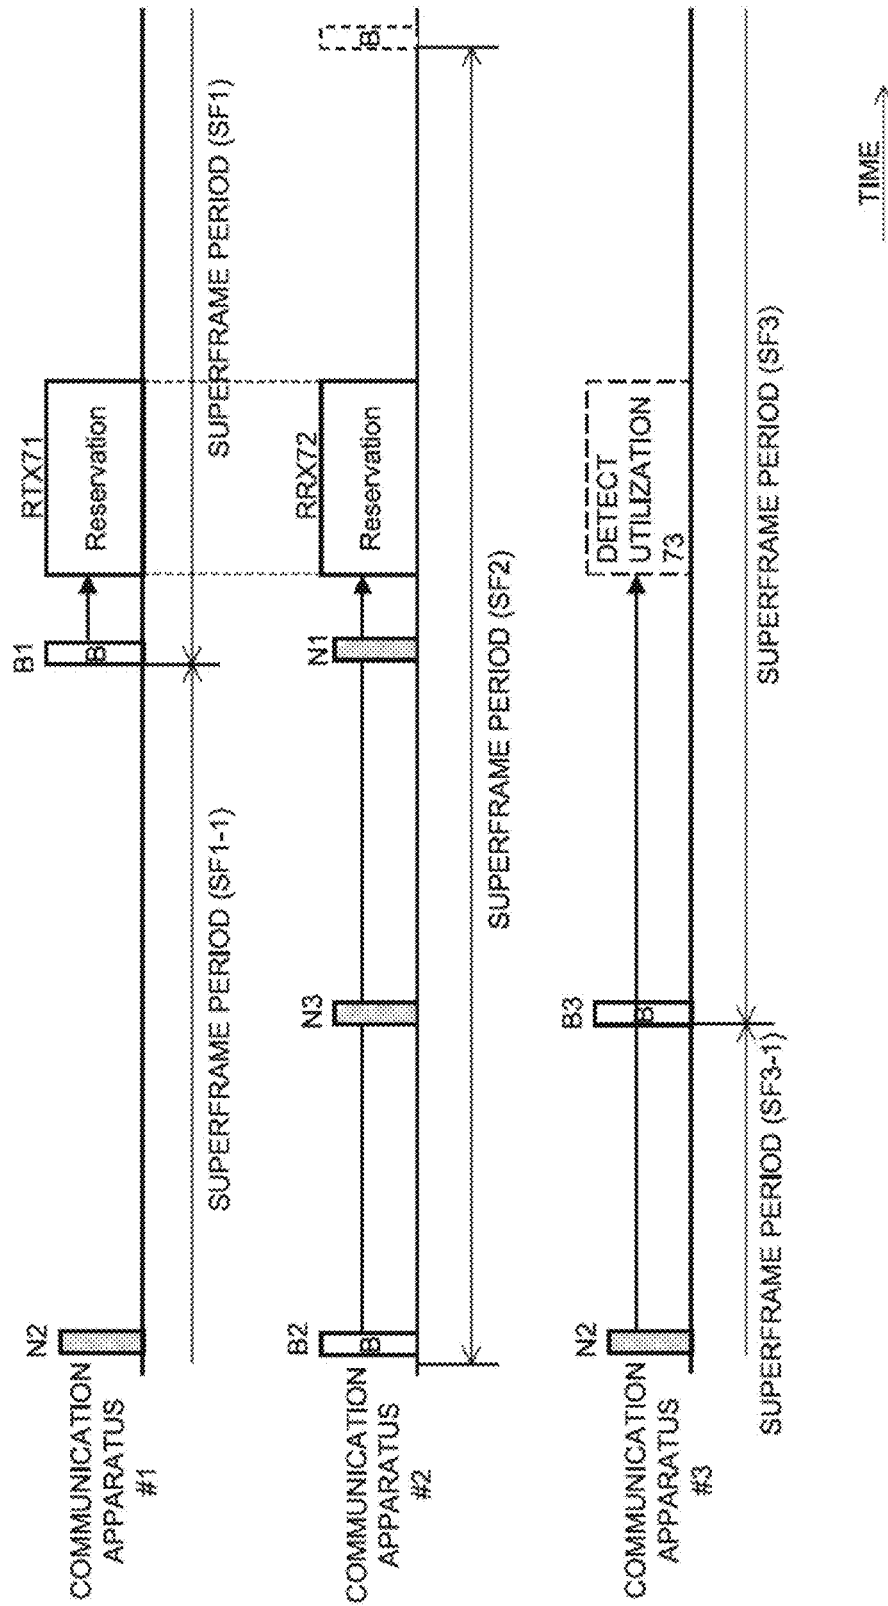 COMMUNICATION
APPARATUS
#1
N2
B1
B
RTX71
Reservation
SUPERFRAME PERIOD (SF1-1)
SUPERFRAME PERIOD (SF1)
COMMUNICATION
APPARATUS
#2
B2
B
N3
N1
RRX72
Reservation
B
SUPERFRAME PERIOD (SF2)
COMMUNICATION
APPARATUS
#3
N2
B3
B
DETECT
UTILIZATION
73
SUPERFRAME PERIOD (SF3-1)
SUPERFRAME PERIOD (SF3)
TIME